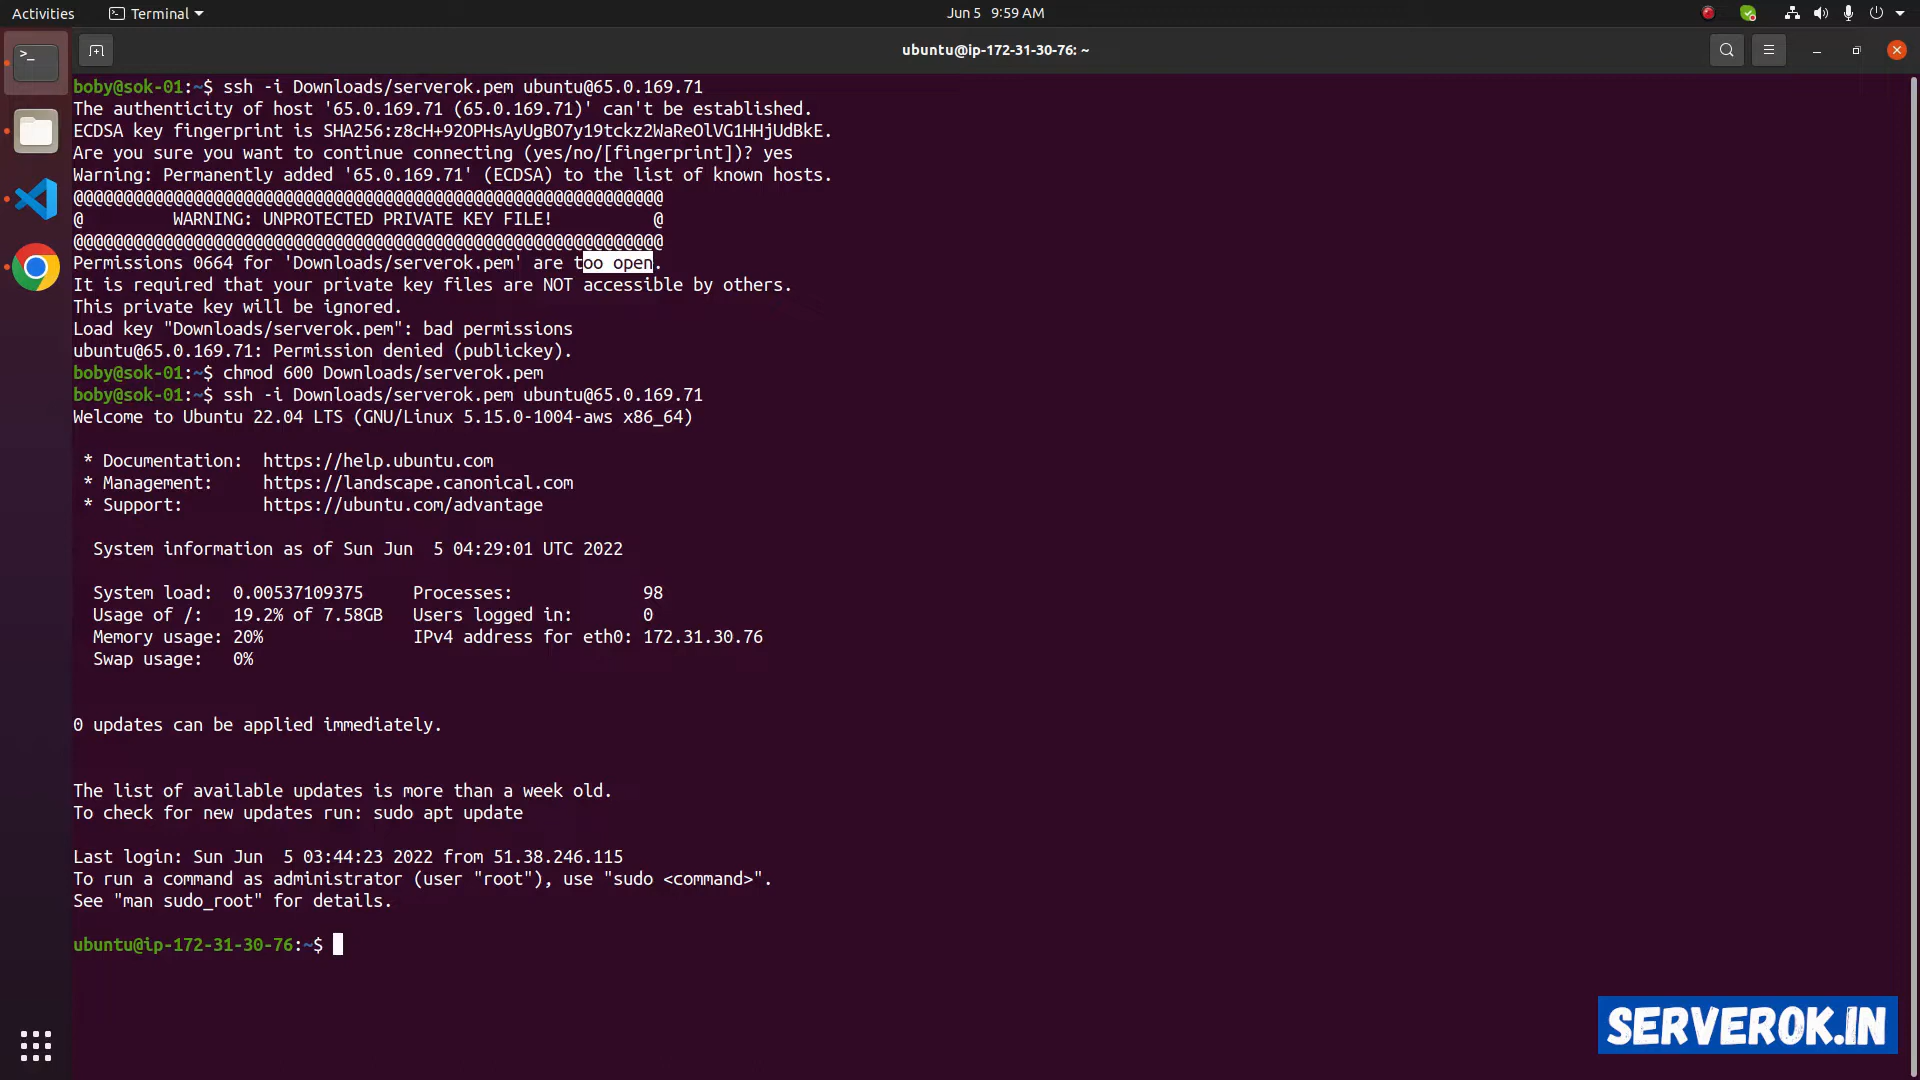 Activities
Terminal
Jun 5 9:59 AM
ubuntu@ip-172-31-30-76: ~
boby@sok-01:~$ ssh -i Downloads/serverok.pem ubuntu@65.0.169.71
The authenticity of host '65.0.169.71 (65.0.169.71)' can't be established.
ECDSA key fingerprint is SHA256:z8cH+92OPHsAyUgBO7y19tckz2WaReOlVG1HHjUdBkE.
Are you sure you want to continue connecting (yes/no/[fingerprint])? yes
Warning: Permanently added '65.0.169.71' (ECDSA) to the list of known hosts.
@@@@@@@@@@@@@@@@@@@@@@@@@@@@@@@@@@@@@@@@@@@@@@@@@@@@@@@@@@@
@         WARNING: UNPROTECTED PRIVATE KEY FILE!          @
@@@@@@@@@@@@@@@@@@@@@@@@@@@@@@@@@@@@@@@@@@@@@@@@@@@@@@@@@@@
Permissions 0664 for 'Downloads/serverok.pem' are too open.
It is required that your private key files are NOT accessible by others.
This private key will be ignored.
Load key "Downloads/serverok.pem": bad permissions
ubuntu@65.0.169.71: Permission denied (publickey).
boby@sok-01:~$ chmod 600 Downloads/serverok.pem
boby@sok-01:~$ ssh -i Downloads/serverok.pem ubuntu@65.0.169.71
Welcome to Ubuntu 22.04 LTS (GNU/Linux 5.15.0-1004-aws x86_64)
* Documentation:  https://help.ubuntu.com
* Management:     https://landscape.canonical.com
* Support:        https://ubuntu.com/advantage
System information as of Sun Jun  5 04:29:01 UTC 2022
System load:  0.00537109375     Processes:             98
Usage of /:   19.2% of 7.58GB   Users logged in:       0
Memory usage: 20%               IPv4 address for eth0: 172.31.30.76
Swap usage:   0%
0 updates can be applied immediately.
The list of available updates is more than a week old.
To check for new updates run: sudo apt update
Last login: Sun Jun  5 03:44:23 2022 from 51.38.246.115
To run a command as administrator (user "root"), use "sudo <command>".
See "man sudo_root" for details.
ubuntu@ip-172-31-30-76:~$
SERVEROK.IN